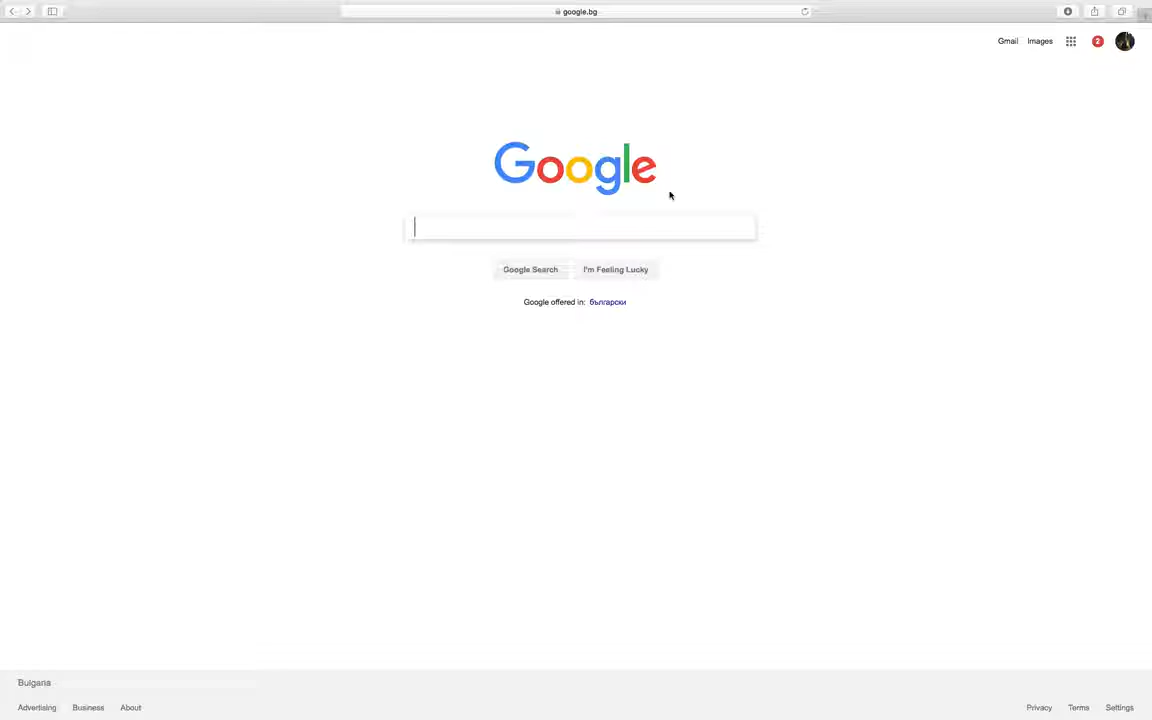 google.bg
Gmail Images 2
Google
Google Search I'm Feeling Lucky
Google offered in: български
Bulgaria
Advertising Business About Privacy Terms Settings